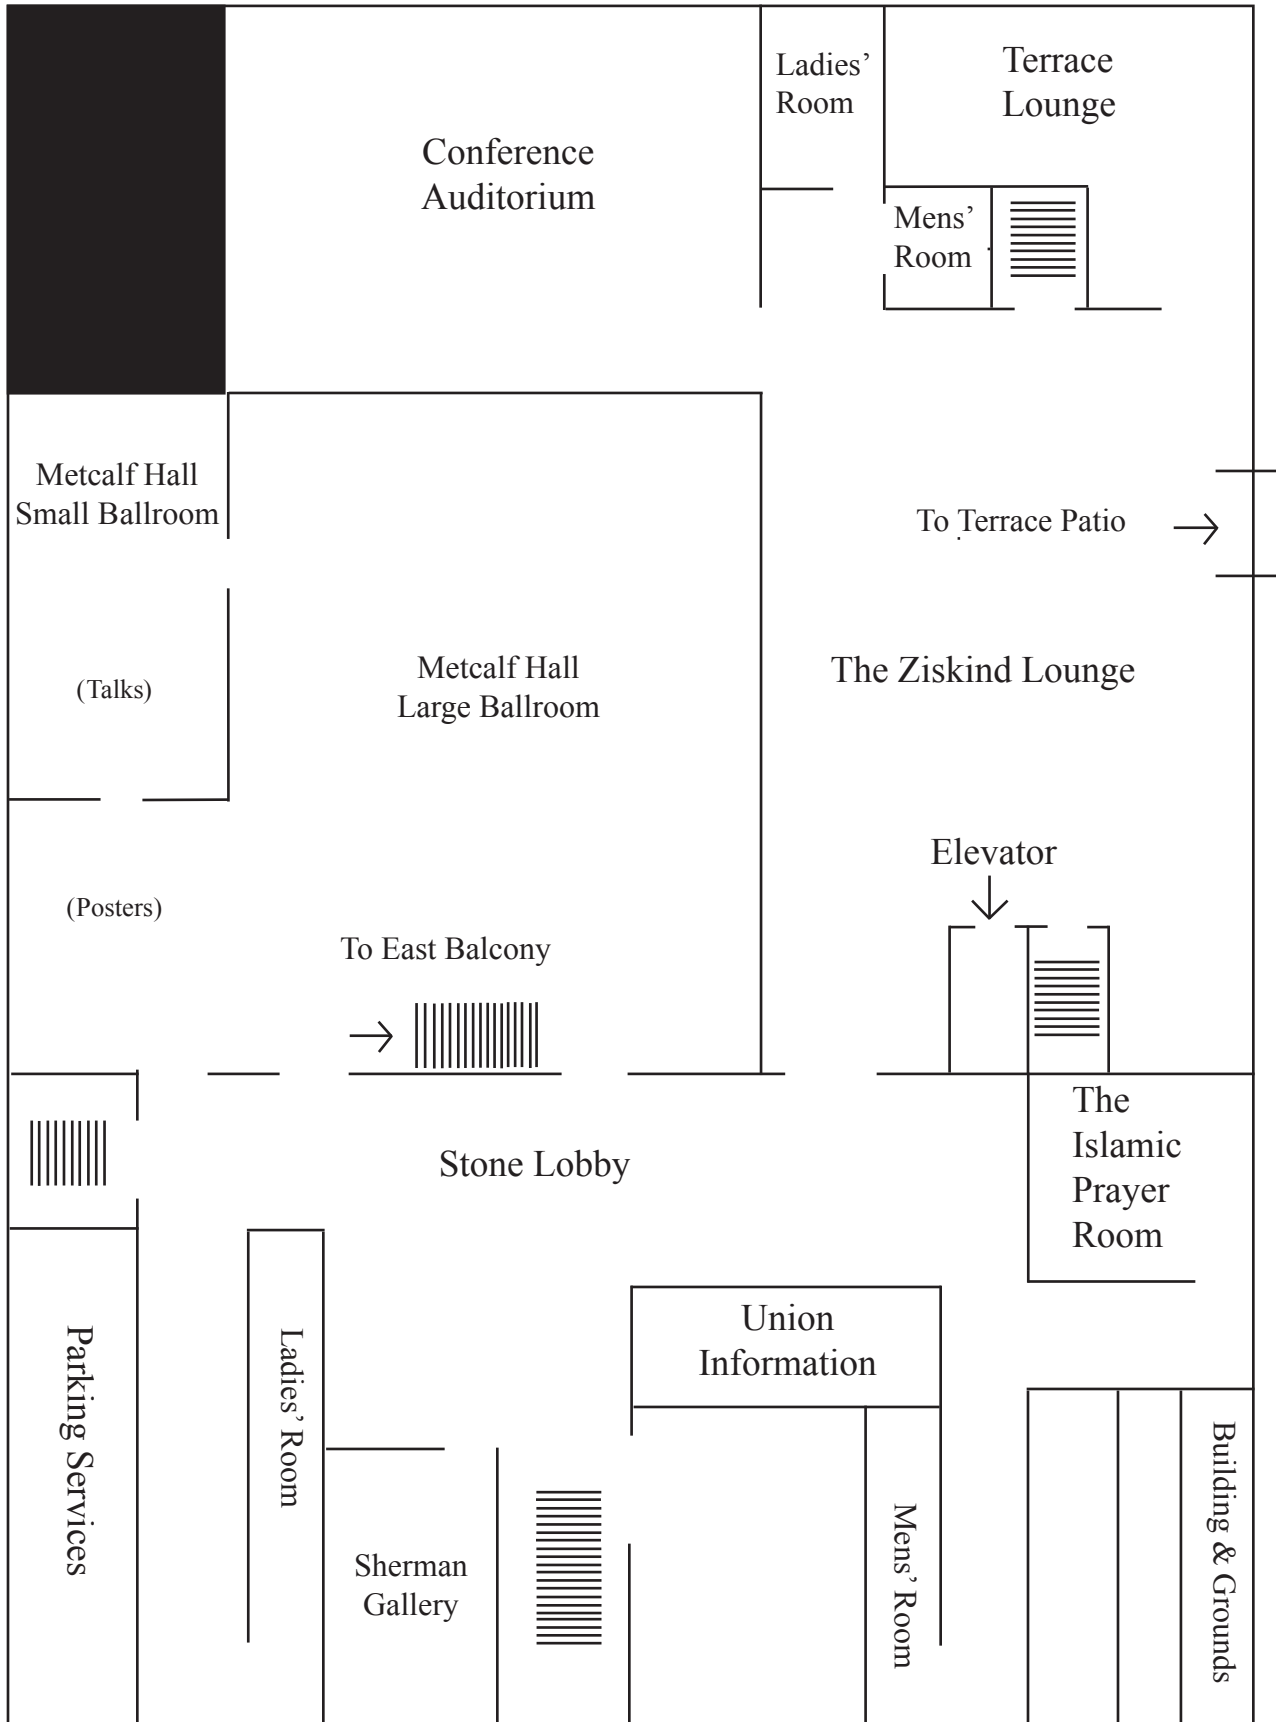 Ladies’
Room
Terrace
Lounge
Conference
Auditorium
Mens’
Room
Metcalf Hall
Small Ballroom
To Terrace Patio
(Talks)
Metcalf Hall
Large Ballroom
The Ziskind Lounge
Elevator
(Posters)
To East Balcony
The
Islamic
Prayer
Room
Stone Lobby
Union
Information
Parking Services
Ladies’ Room
Sherman
Gallery
Mens’ Room
Building & Grounds